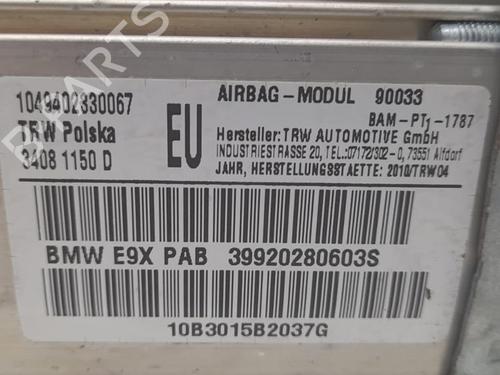 1049402330067
TRW Polska
3408 1150 D
EU
AIRBAG-MODUL 90033
BAM-PT1-1787
Hersteller: TRW AUTOMOTIVE GmbH
INDUSTRIESTRASSE 20, TEL.:07172/302-0, 73551 Alfdorf
JAHR, HERSTELLUNGSSTAETTE: 2010/TRW04
BMW E9X PAB 39920280603S
10B3015B2037G